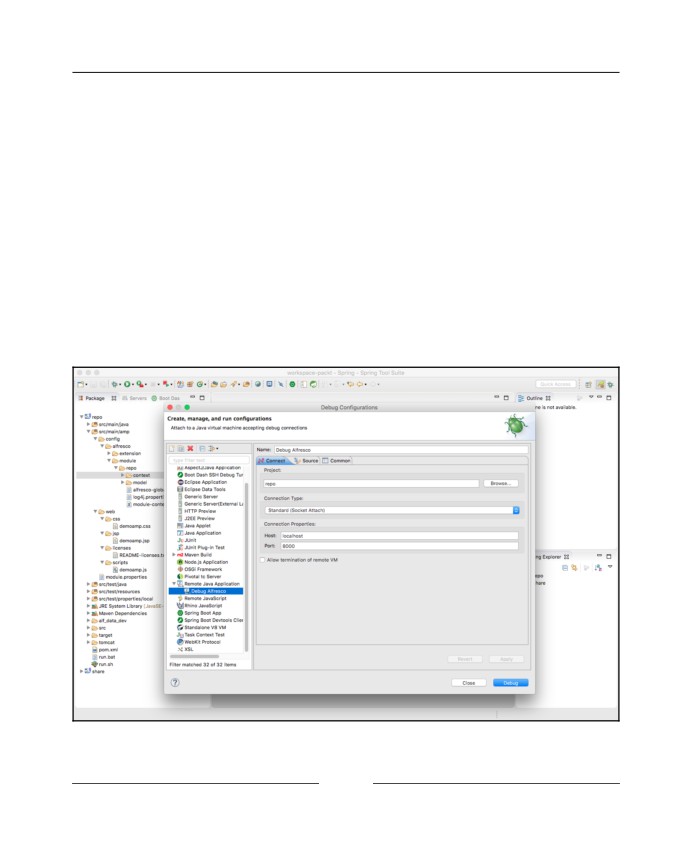 workspace-packt - Spring - Spring Tool Suite
Quick Access
Package
Servers
Boot Das
Outline
repo
src/main/java
src/main/amp
config
alfresco
extension
module
repo
context
model
alfresco-glob
log4j.propert
module-conte
web
css
demoamp.css
jsp
demoamp.jsp
licenses
README-licenses.tx
scripts
demoamp.js
module.properties
src/test/java
src/test/resources
src/test/properties/local
JRE System Library [JavaSE-
Maven Dependencies
alf_data_dev
src
target
tomcat
pom.xml
run.bat
run.sh
share
Debug Configurations
Create, manage, and run configurations
Attach to a Java virtual machine accepting debug connections
type filter text
AspectJ/Java Application
Boot Dash SSH Debug Tur
Eclipse Application
Eclipse Data Tools
Generic Server
Generic Server(External La
HTTP Preview
J2EE Preview
Java Applet
Java Application
JUnit
JUnit Plug-in Test
Maven Build
Node.js Application
OSGi Framework
Pivotal tc Server
Remote Java Application
Debug Alfresco
Remote JavaScript
Rhino JavaScript
Spring Boot App
Spring Boot Devtools Clien
Standalone V8 VM
Task Context Test
WebKit Protocol
XSL
Filter matched 32 of 32 items
Name: Debug Alfresco
Connect
Source
Common
Project:
repo
Browse...
Connection Type:
Standard (Socket Attach)
Connection Properties:
Host: localhost
Port: 8000
Allow termination of remote VM
Revert
Apply
Close
Debug
ne is not available.
ng Explorer
epo
hare